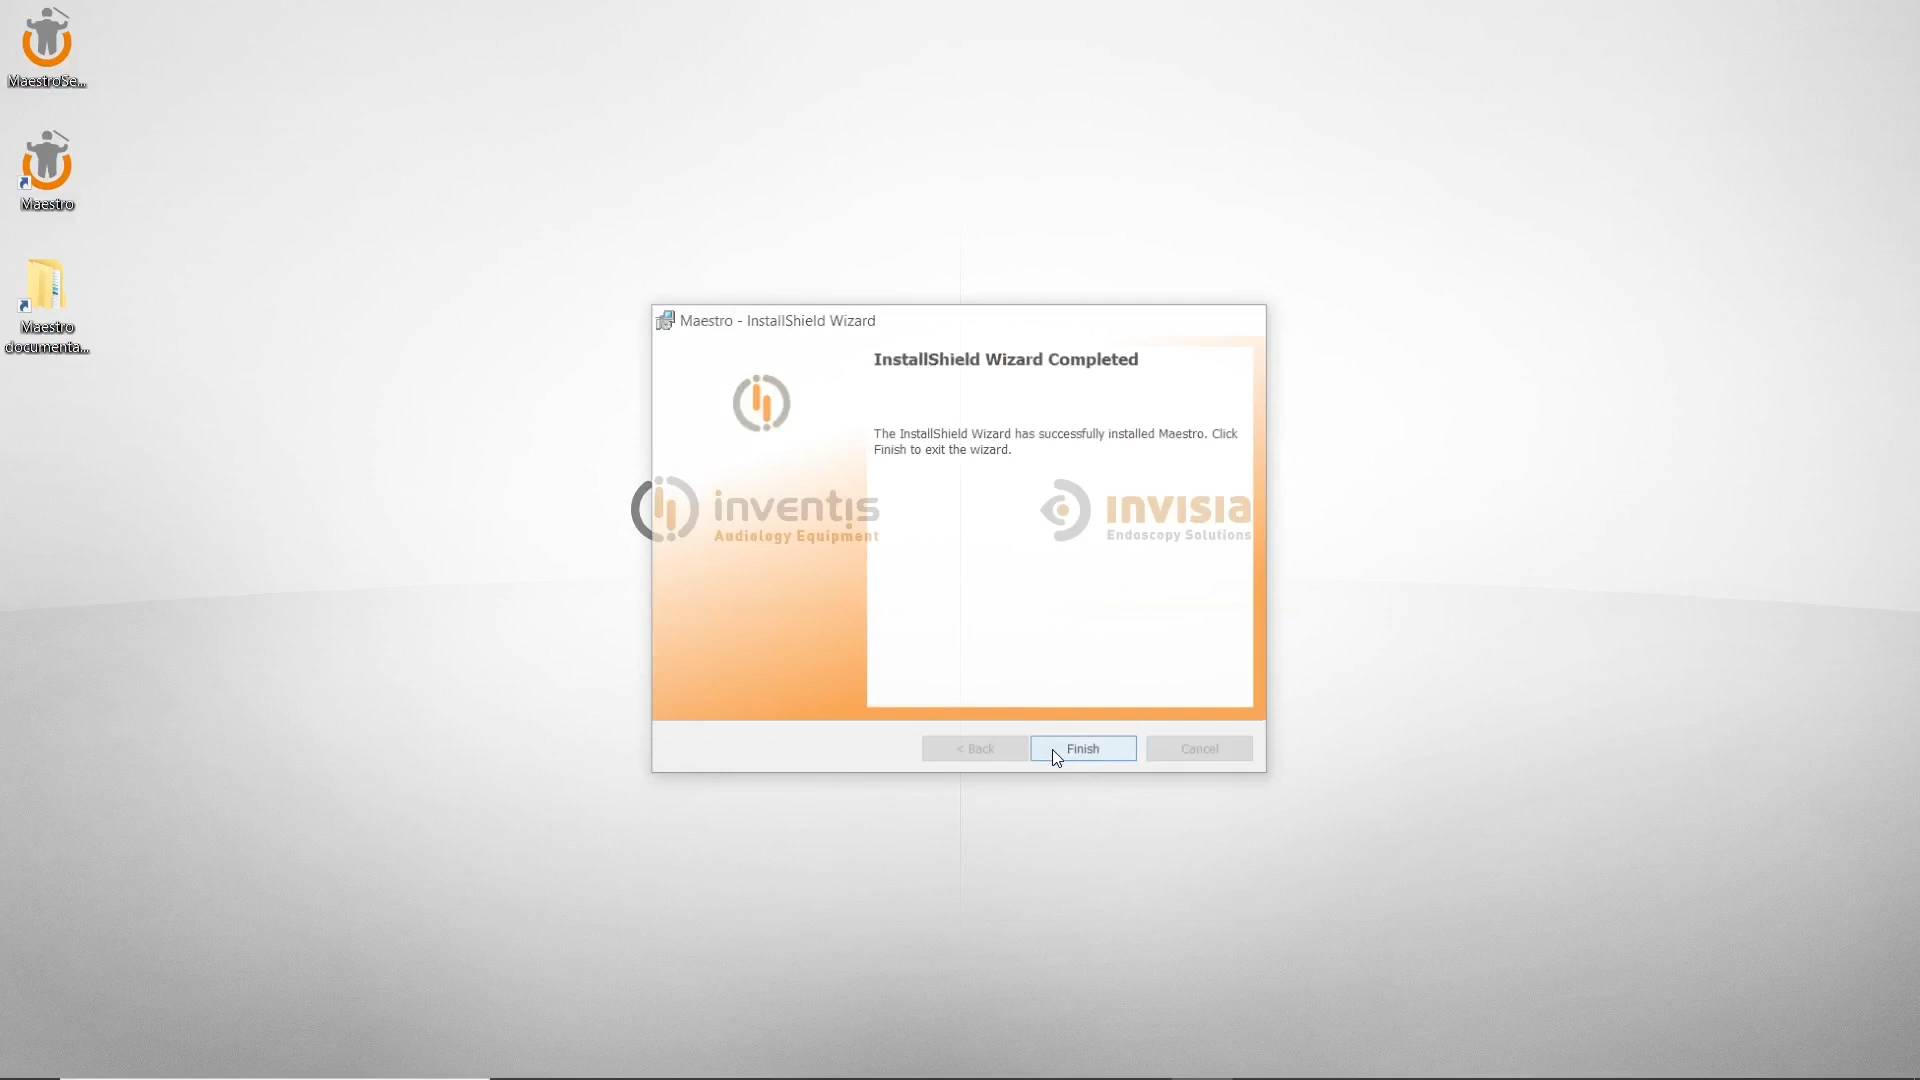 MaestroSe...
Maestro
Maestro
documenta...
Maestro - InstallShield Wizard
InstallShield Wizard Completed
The InstallShield Wizard has successfully installed Maestro. Click
Finish to exit the wizard.
inventis
Audiology Equipment
INVISIA
Endoscopy Solutions
< Back
Finish
Cancel